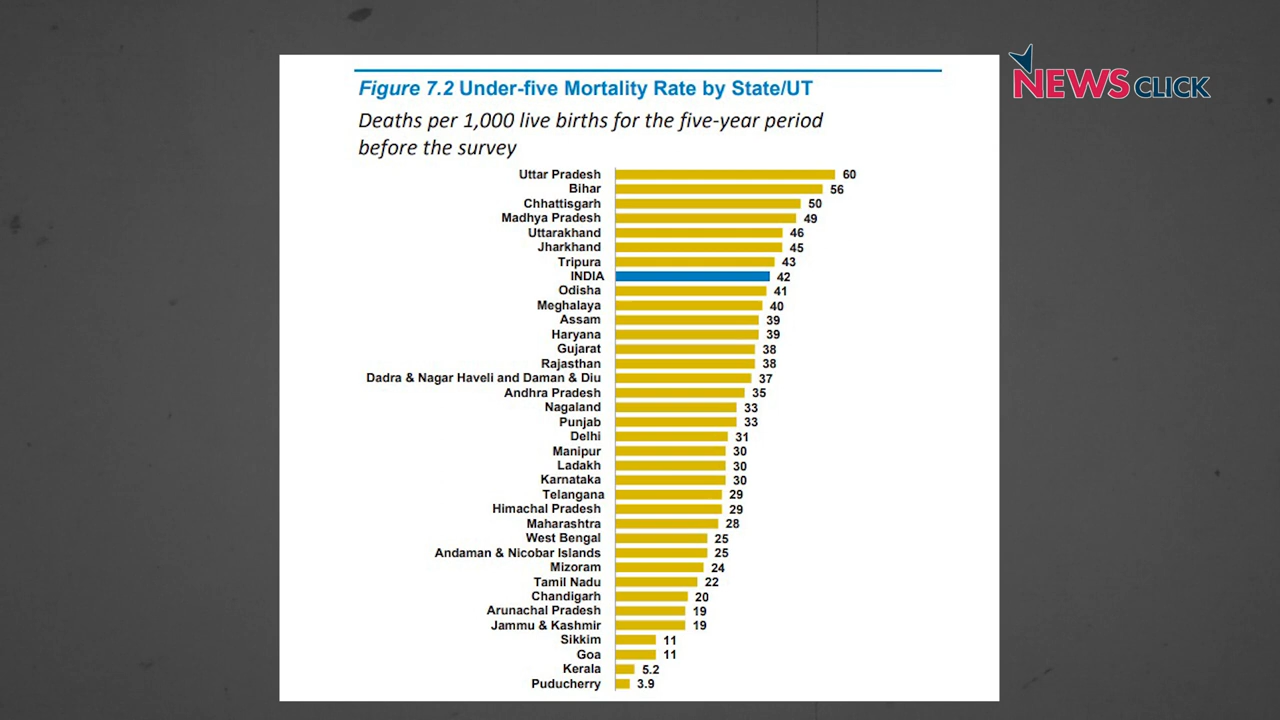 NEWSCLICK
Figure 7.2 Under-five Mortality Rate by State/UT
Deaths per 1,000 live births for the five-year period
before the survey
Uttar Pradesh 60
Bihar 56
Chhattisgarh 50
Madhya Pradesh 49
Uttarakhand 46
Jharkhand 45
Tripura 43
INDIA 42
Odisha 41
Meghalaya 40
Assam 39
Haryana 39
Gujarat 38
Rajasthan 38
Dadra & Nagar Haveli and Daman & Diu 37
Andhra Pradesh 35
Nagaland 33
Punjab 33
Delhi 31
Manipur 30
Ladakh 30
Karnataka 30
Telangana 29
Himachal Pradesh 29
Maharashtra 28
West Bengal 25
Andaman & Nicobar Islands 25
Mizoram 24
Tamil Nadu 22
Chandigarh 20
Arunachal Pradesh 19
Jammu & Kashmir 19
Sikkim 11
Goa 11
Kerala 5.2
Puducherry 3.9